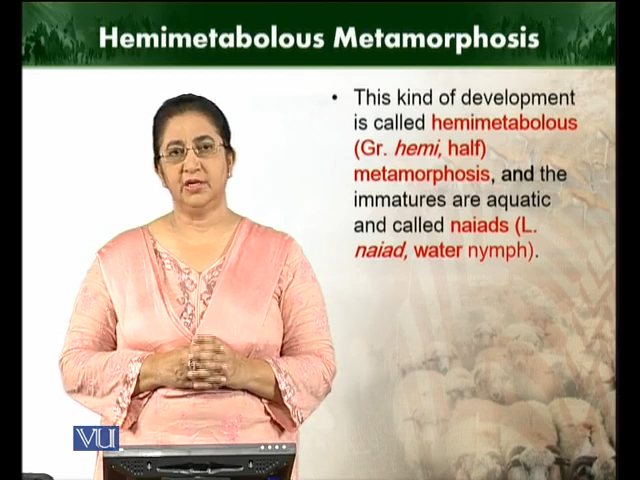 Hemimetabolous Metamorphosis
• This kind of development
is called hemimetabolous
(Gr. hemi, half)
metamorphosis, and the
immatures are aquatic
and called naiads (L.
naiad, water nymph).
VU